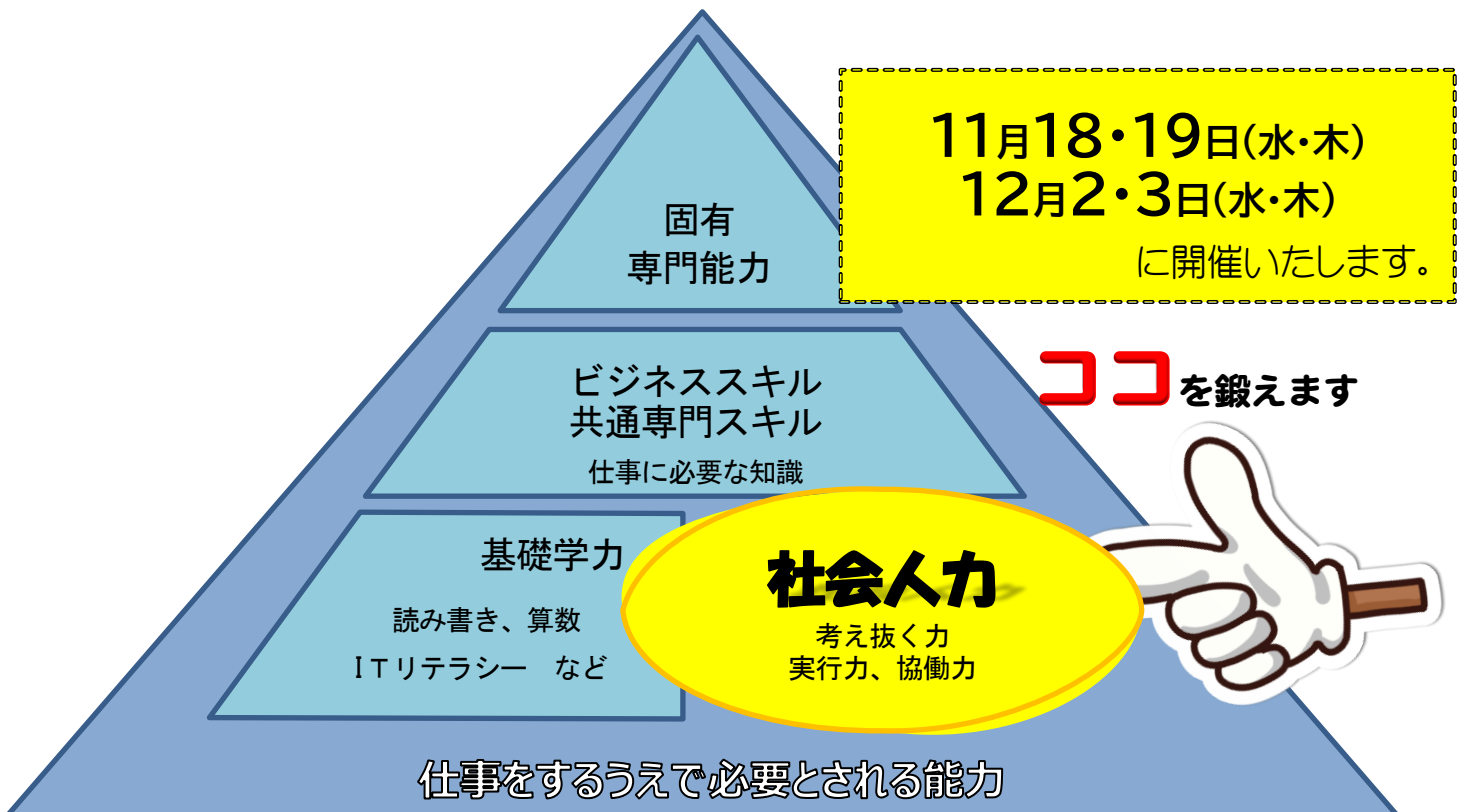 11月18・19日(水・木)
12月2・3日(水・木)
に開催いたします。
固有
専門能力
ココを鍛えます
ビジネススキル
共通専門スキル
仕事に必要な知識
基礎学力
読み書き、算数
ITリテラシー　など
社会人力
考え抜く力
実行力、協働力
仕事をするうえで必要とされる能力